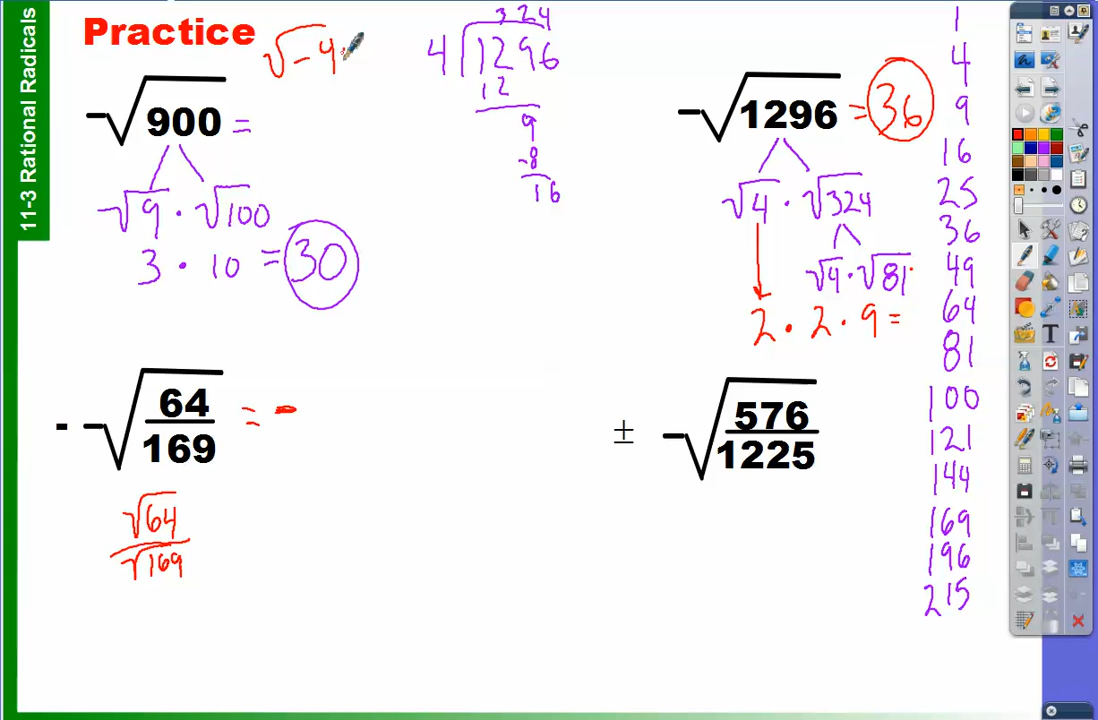 11-3 Rational Radicals
Practice
√-4
√900 =
√9 · √100
3 · 10 = 30
324
4)1296
12
9
-8
16
√1296 = 36
√4 · √324
√4 · √81
2 · 2 · 9 =
- √64/169 = -
√64
√169
± √576/1225
1
4
9
16
25
36
49
64
81
100
121
144
169
196
215
T